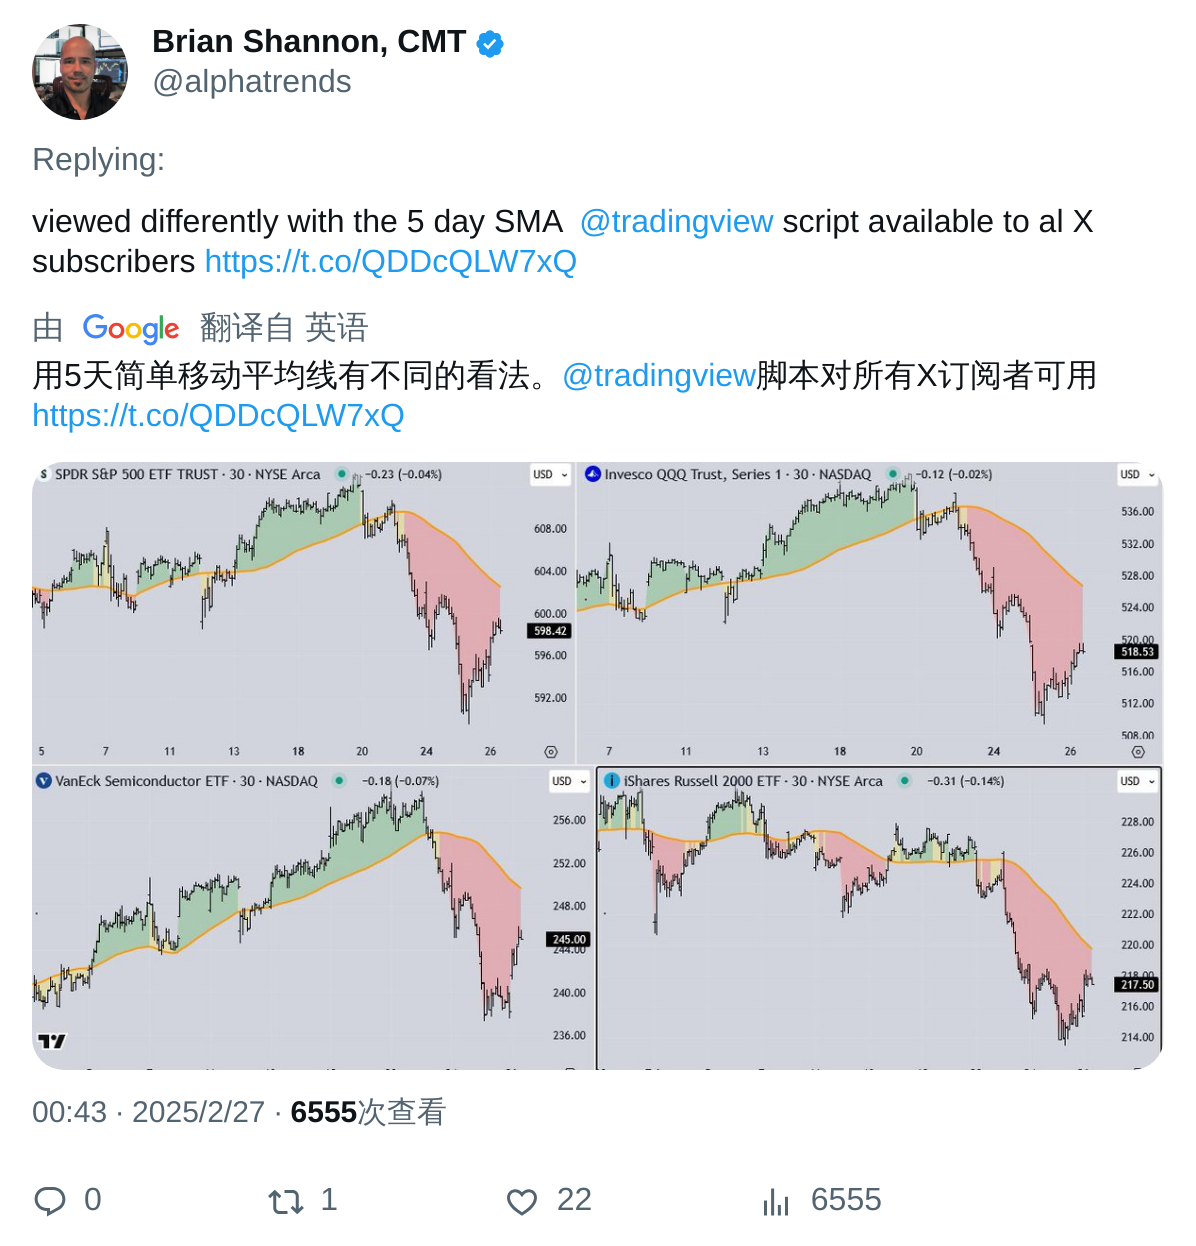 Brian Shannon, CMT
@alphatrends
Replying:
viewed differently with the 5 day SMA @tradingview script available to al X
subscribers https://t.co/QDDcQLW7xQ
由 Google 翻译自 英语
用5天简单移动平均线有不同的看法。@tradingview脚本对所有X订阅者可用
https://t.co/QDDcQLW7xQ
S SPDR S&P 500 ETF TRUST · 30 · NYSE Arca −0.23 (−0.04%) USD
608.00
604.00
600.00
598.42
596.00
592.00
5 7 11 13 18 20 24 26
Invesco QQQ Trust, Series 1 · 30 · NASDAQ −0.12 (−0.02%) USD
536.00
532.00
528.00
524.00
520.00
518.53
516.00
512.00
508.00
7 11 13 18 20 24 26
V VanEck Semiconductor ETF · 30 · NASDAQ −0.18 (−0.07%) USD
256.00
252.00
248.00
245.00
244.00
240.00
236.00
i iShares Russell 2000 ETF · 30 · NYSE Arca −0.31 (−0.14%) USD
228.00
226.00
224.00
222.00
220.00
218.00
217.50
216.00
214.00
00:43 · 2025/2/27 · 6555次查看
0 1 22 6555